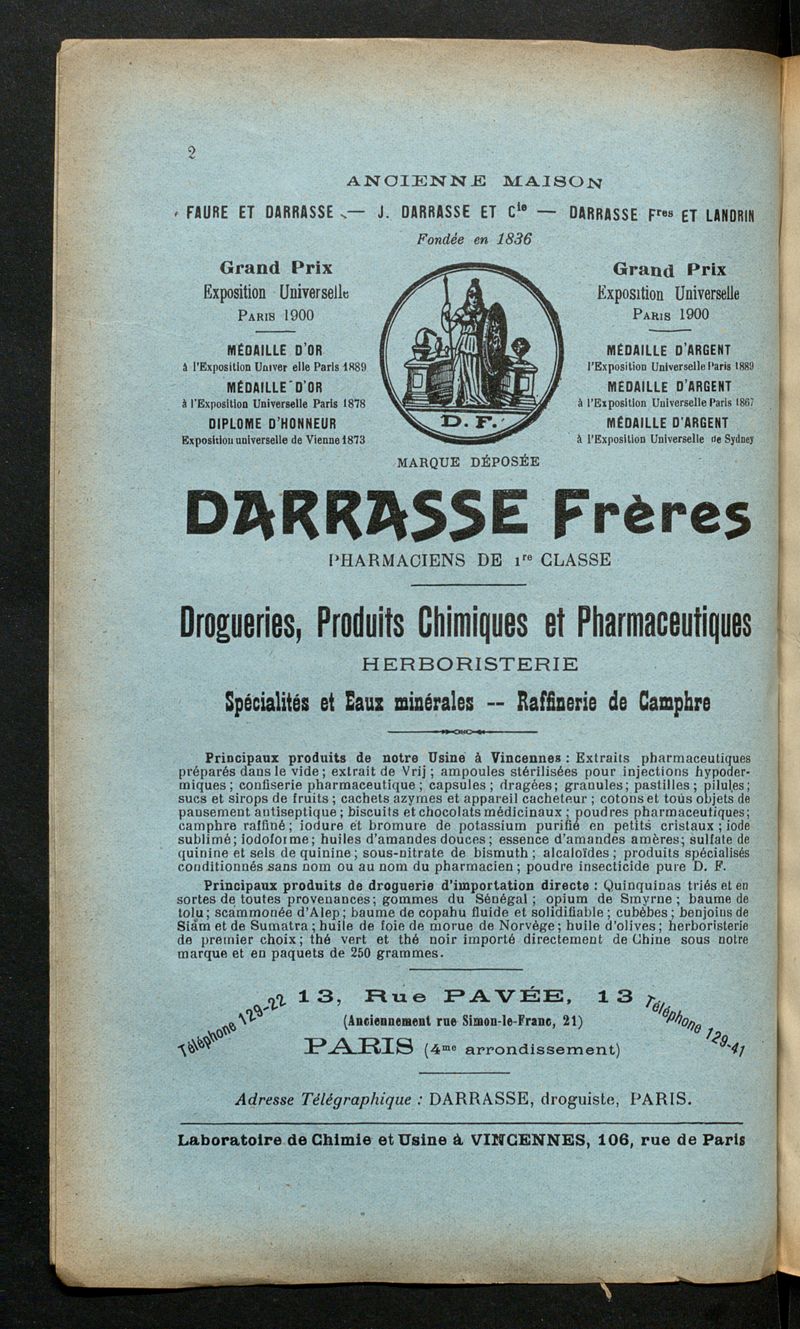 2
ANCIENNE MAISON
FAURE ET DARRASSE — J. DARRASSE ET Cie — DARRASSE Fres ET LANDRIN
Fondée en 1836
Grand Prix
Exposition Universelle
PARIS 1900
MÉDAILLE D'OR
à l'Exposition Univer elle Paris 1889
MÉDAILLE D'OR
à l'Exposition Universelle Paris 1878
DIPLOME D'HONNEUR
Exposition universelle de Vienne 1873
D. F.
MARQUE DÉPOSÉE
Grand Prix
Exposition Universelle
PARIS 1900
MÉDAILLE D'ARGENT
l'Exposition Universelle Paris 1889
MEDAILLE D'ARGENT
à l'Exposition Universelle Paris 1867
MÉDAILLE D'ARGENT
à l'Exposition Universelle de Sydney
DARRASSE Frères
PHARMACIENS DE 1re CLASSE
Drogueries, Produits Chimiques et Pharmaceutiques
HERBORISTERIE
Spécialités et Eaux minérales -- Raffinerie de Camphre
Principaux produits de notre Usine à Vincennes : Extraits pharmaceutiques
préparés dans le vide ; extrait de Vrij ; ampoules stérilisées pour injections hypoder-
miques ; confiserie pharmaceutique ; capsules ; dragées ; granules ; pastilles ; pilules ;
sucs et sirops de fruits ; cachets azymes et appareil cacheteur ; cotons et tous objets de
pansement antiseptique ; biscuits et chocolats médicinaux ; poudres pharmaceutiques ;
camphre raffiné ; iodure et bromure de potassium purifié en petits cristaux ; iode
sublimé ; iodoforme ; huiles d'amandes douces ; essence d'amandes amères ; sulfate de
quinine et sels de quinine ; sous-nitrate de bismuth ; alcaloïdes ; produits spécialisés
conditionnés sans nom ou au nom du pharmacien ; poudre insecticide pure D. F.
Principaux produits de droguerie d'importation directe : Quinquinas triés et en
sortes de toutes provenances ; gommes du Sénégal ; opium de Smyrne ; baume de
tolu ; scammonée d'Alep ; baume de copahu fluide et solidifiable ; cubèbes ; benjoins de
Siam et de Sumatra ; huile de foie de morue de Norvège ; huile d'olives ; herboristerie
de premier choix ; thé vert et thé noir importé directement de Chine sous notre
marque et en paquets de 250 grammes.
Téléphone 129-22
13, Rue PAVÉE, 13
(Anciennement rue Simon-le-Franc, 21)
PARIS (4me arrondissement)
Téléphone 129-41
Adresse Télégraphique : DARRASSE, droguiste, PARIS.
Laboratoire de Chimie et Usine à VINCENNES, 106, rue de Paris